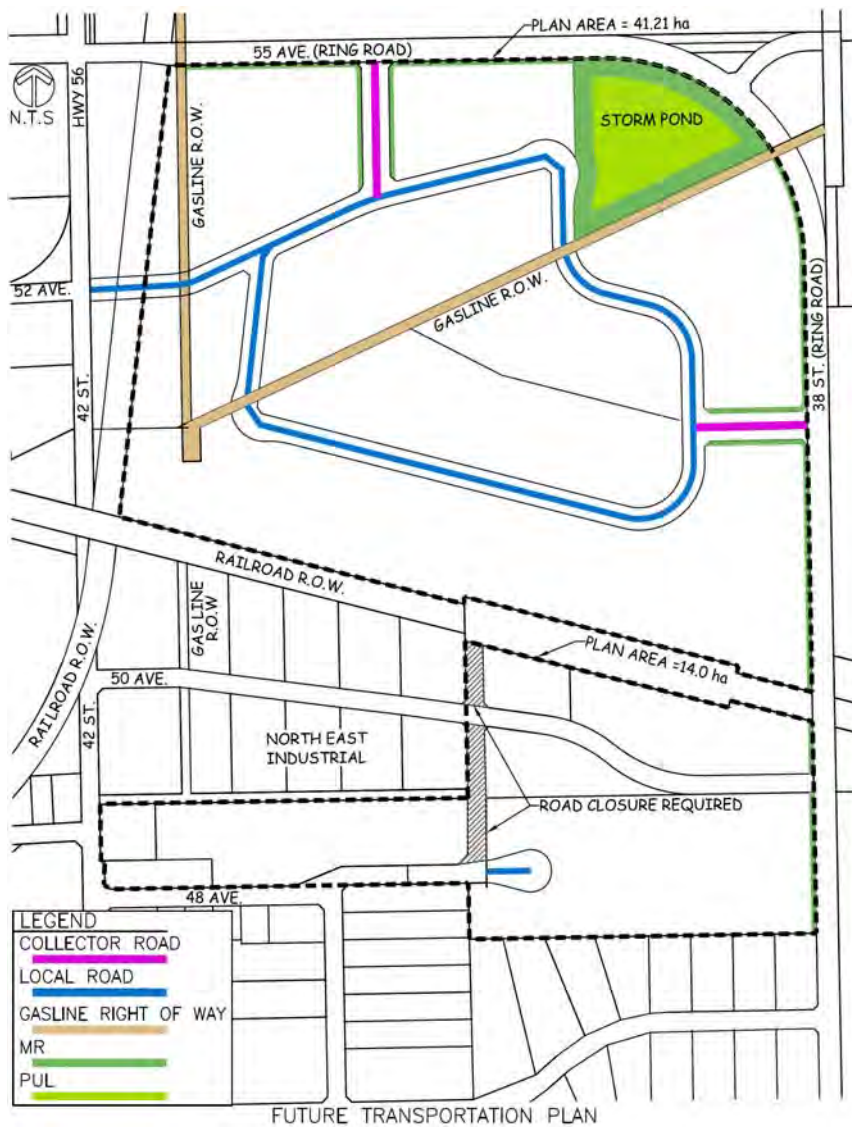 PLAN AREA = 41.21 ha
55 AVE. (RING ROAD)
N.T.S
HWY 56
GASLINE R.O.W.
STORM POND
52 AVE.
GASLINE R.O.W.
42 ST.
38 ST. (RING ROAD)
RAILROAD R.O.W.
GAS LINE
R.O.W
PLAN AREA =14.0 ha
RAILROAD R.O.W.
50 AVE.
42 ST.
NORTH EAST
INDUSTRIAL
ROAD CLOSURE REQUIRED
48 AVE.
LEGEND
COLLECTOR ROAD
LOCAL ROAD
GASLINE RIGHT OF WAY
MR
PUL
FUTURE TRANSPORTATION PLAN